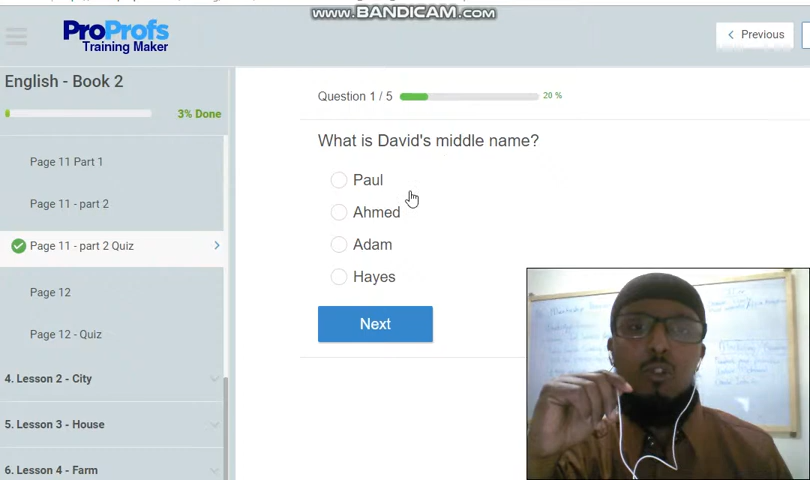 WWW.BANDICAM.COM
ProProfs
Training Maker
Previous
English - Book 2
3% Done
Page 11 Part 1
Page 11 - part 2
Page 11 - part 2 Quiz
Page 12
Page 12 - Quiz
4. Lesson 2 - City
5. Lesson 3 - House
6. Lesson 4 - Farm
Question 1 / 5
20 %
What is David's middle name?
Paul
Ahmed
Adam
Hayes
Next